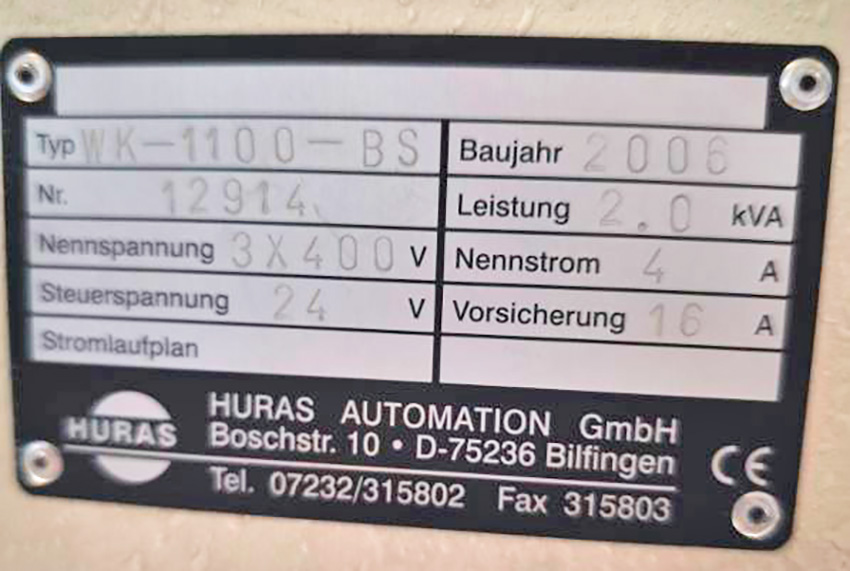 Typ WK-1100-BS
Baujahr 2006
Nr. 12914
Leistung 2.0 kVA
Nennspannung 3X400 V
Nennstrom 4 A
Steuerspannung 24 V
Vorsicherung 16 A
Stromlaufplan
HURAS
HURAS AUTOMATION GmbH
Boschstr. 10 • D-75236 Bilfingen
Tel. 07232/315802 Fax 315803
CE